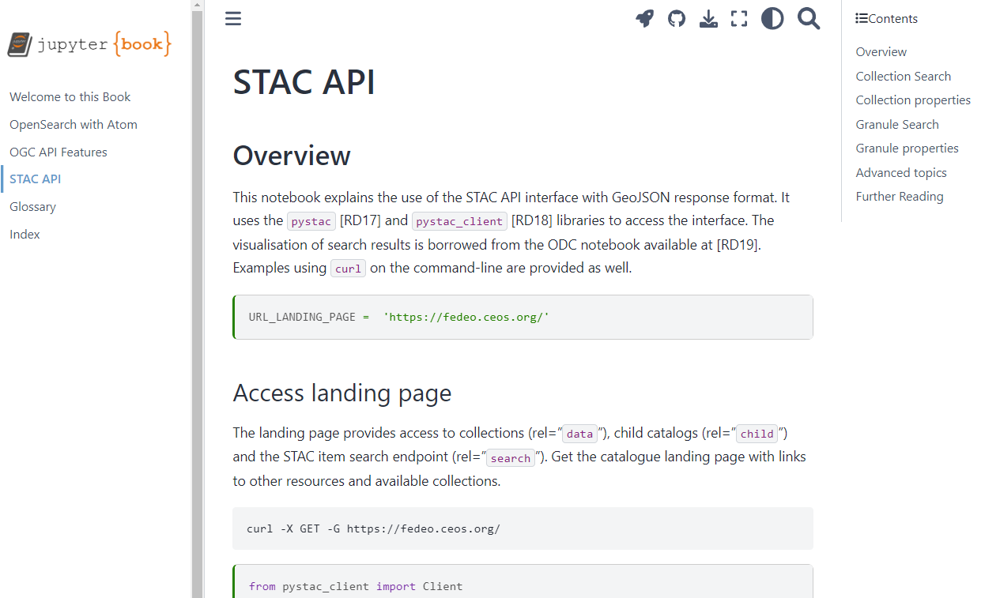 jupyter {book}
Welcome to this Book
OpenSearch with Atom
OGC API Features
STAC API
Glossary
Index
STAC API
Overview
This notebook explains the use of the STAC API interface with GeoJSON response format. It
uses the pystac [RD17] and pystac_client [RD18] libraries to access the interface. The
visualisation of search results is borrowed from the ODC notebook available at [RD19].
Examples using curl on the command-line are provided as well.
URL_LANDING_PAGE = 'https://fedeo.ceos.org/'
Access landing page
The landing page provides access to collections (rel="data"), child catalogs (rel="child")
and the STAC item search endpoint (rel="search"). Get the catalogue landing page with links
to other resources and available collections.
curl -X GET -G https://fedeo.ceos.org/
from pystac_client import Client
Contents
Overview
Collection Search
Collection properties
Granule Search
Granule properties
Advanced topics
Further Reading